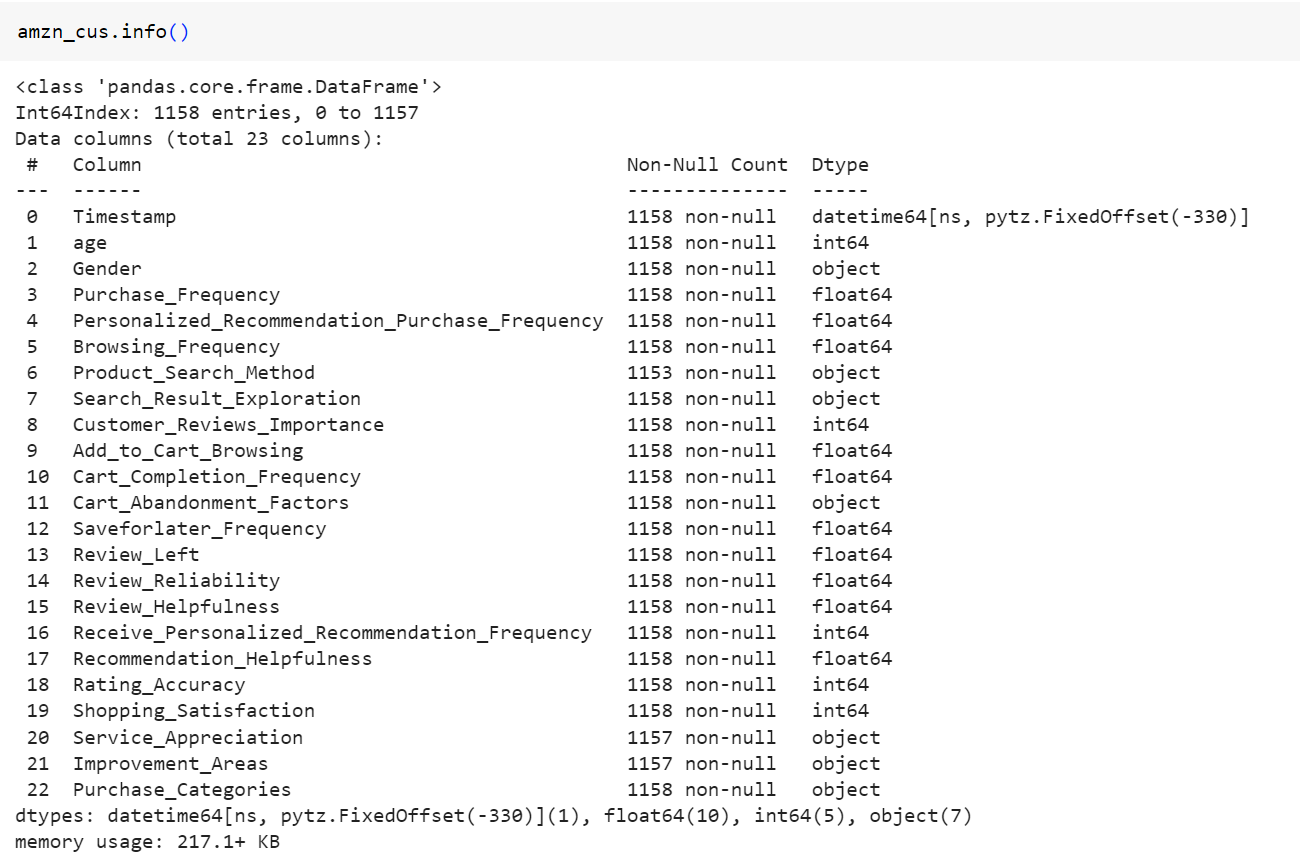 amzn_cus.info()
<class 'pandas.core.frame.DataFrame'>
Int64Index: 1158 entries, 0 to 1157
Data columns (total 23 columns):
 #   Column                                          Non-Null Count  Dtype
---  ------                                          --------------  -----
 0   Timestamp                                       1158 non-null   datetime64[ns, pytz.FixedOffset(-330)]
 1   age                                             1158 non-null   int64
 2   Gender                                          1158 non-null   object
 3   Purchase_Frequency                              1158 non-null   float64
 4   Personalized_Recommendation_Purchase_Frequency  1158 non-null   float64
 5   Browsing_Frequency                              1158 non-null   float64
 6   Product_Search_Method                           1153 non-null   object
 7   Search_Result_Exploration                       1158 non-null   object
 8   Customer_Reviews_Importance                     1158 non-null   int64
 9   Add_to_Cart_Browsing                            1158 non-null   float64
 10  Cart_Completion_Frequency                       1158 non-null   float64
 11  Cart_Abandonment_Factors                        1158 non-null   object
 12  Saveforlater_Frequency                          1158 non-null   float64
 13  Review_Left                                     1158 non-null   float64
 14  Review_Reliability                              1158 non-null   float64
 15  Review_Helpfulness                              1158 non-null   float64
 16  Receive_Personalized_Recommendation_Frequency   1158 non-null   int64
 17  Recommendation_Helpfulness                      1158 non-null   float64
 18  Rating_Accuracy                                 1158 non-null   int64
 19  Shopping_Satisfaction                           1158 non-null   int64
 20  Service_Appreciation                            1157 non-null   object
 21  Improvement_Areas                               1157 non-null   object
 22  Purchase_Categories                             1158 non-null   object
dtypes: datetime64[ns, pytz.FixedOffset(-330)](1), float64(10), int64(5), object(7)
memory usage: 217.1+ KB